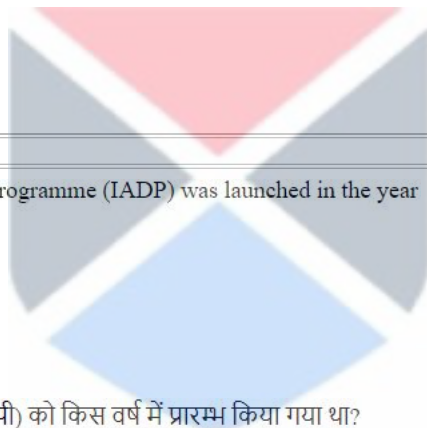 rogramme (IADP) was launched in the year
पी) को किस वर्ष में प्रारम्भ किया गया था?